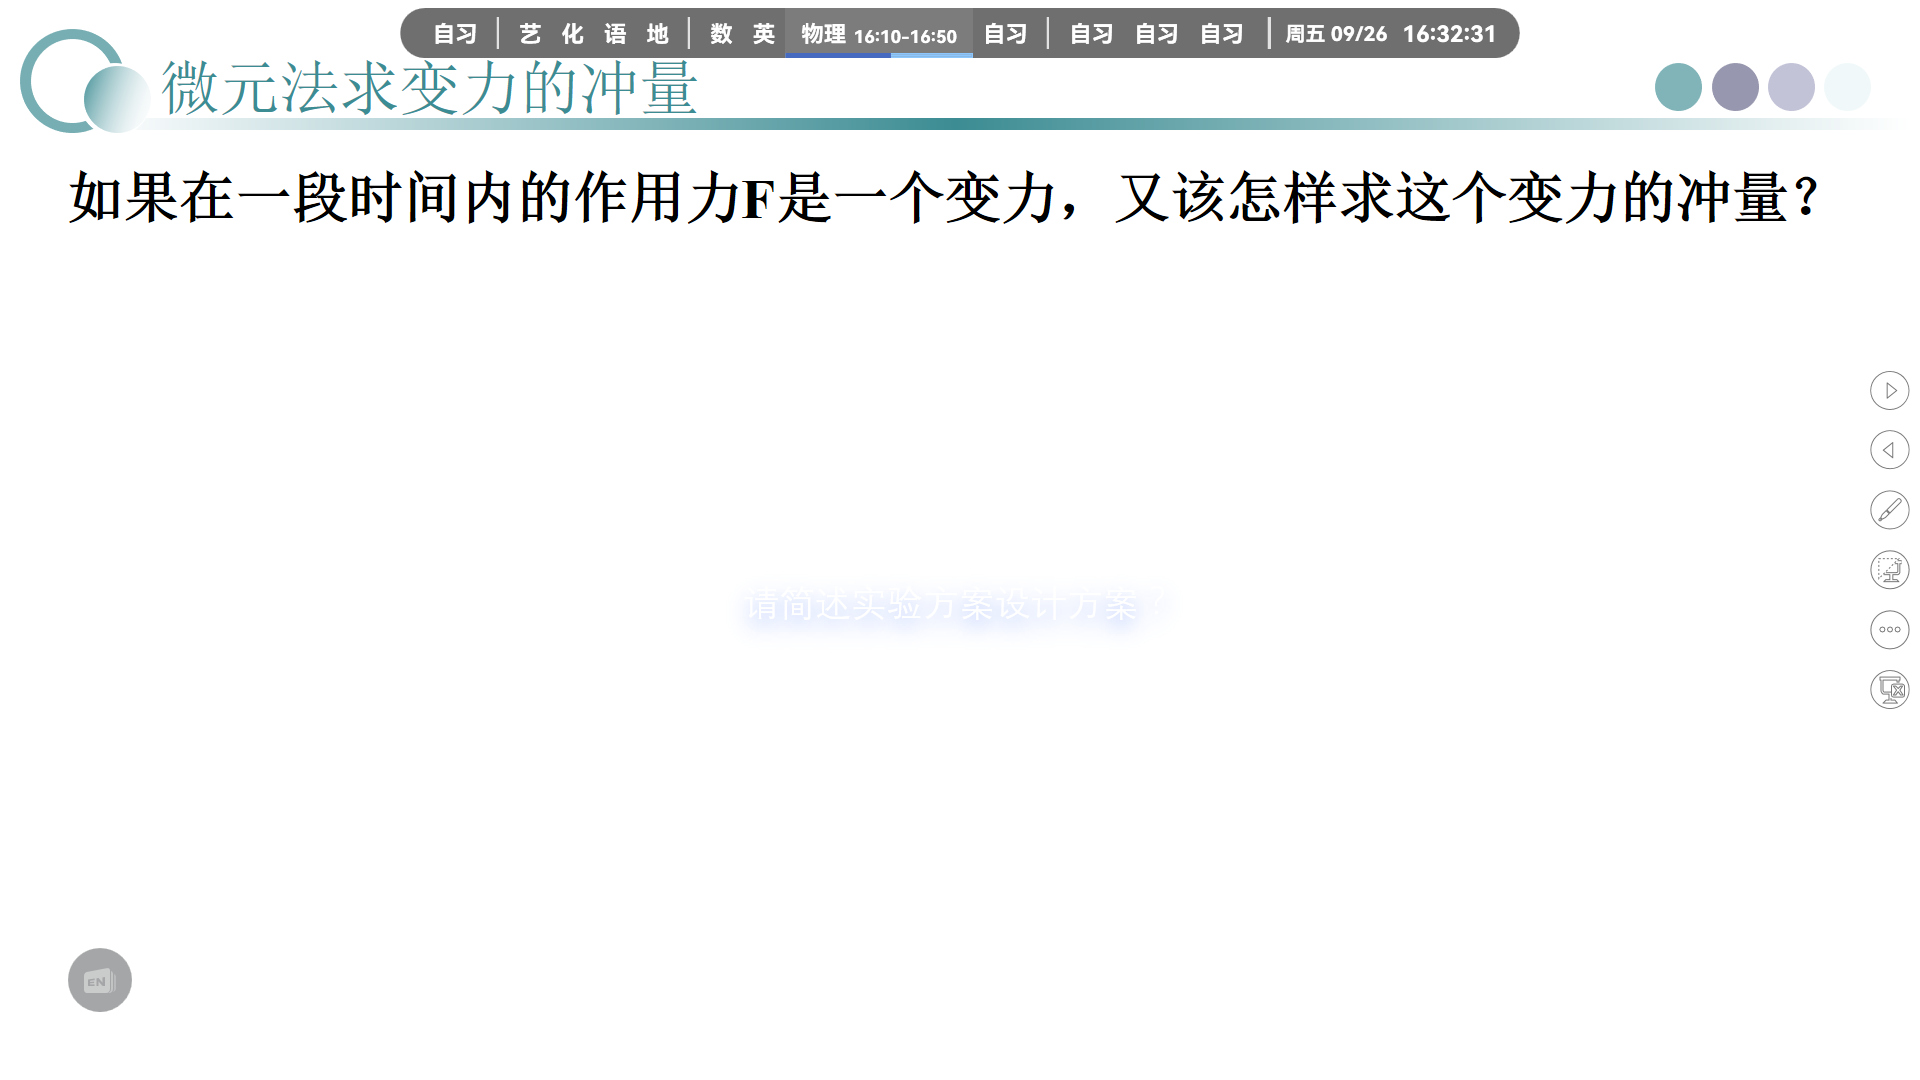 自习 艺 化 语 地 数 英 物理 16:10-16:50 自习 自习 自习 自习 周五 09/26 16:32:31
微元法求变力的冲量
如果在一段时间内的作用力F是一个变力，又该怎样求这个变力的冲量？
请简述实验方案设计方案
EN